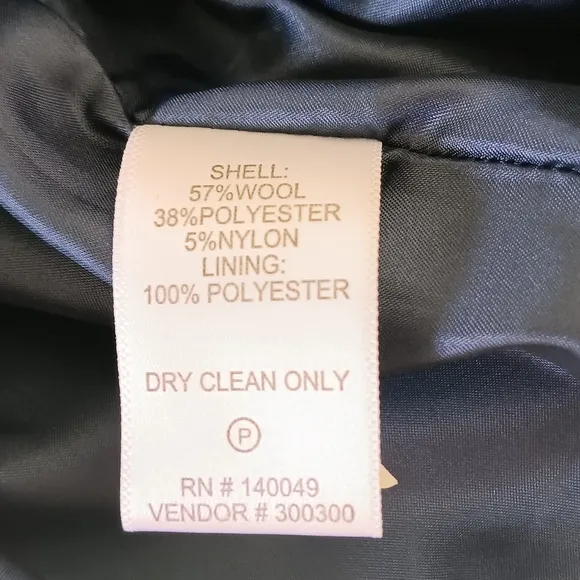 SHELL:
57%WOOL
38%POLYESTER
5%NYLON
LINING:
100% POLYESTER
DRY CLEAN ONLY
P
RN # 140049
VENDOR # 300300